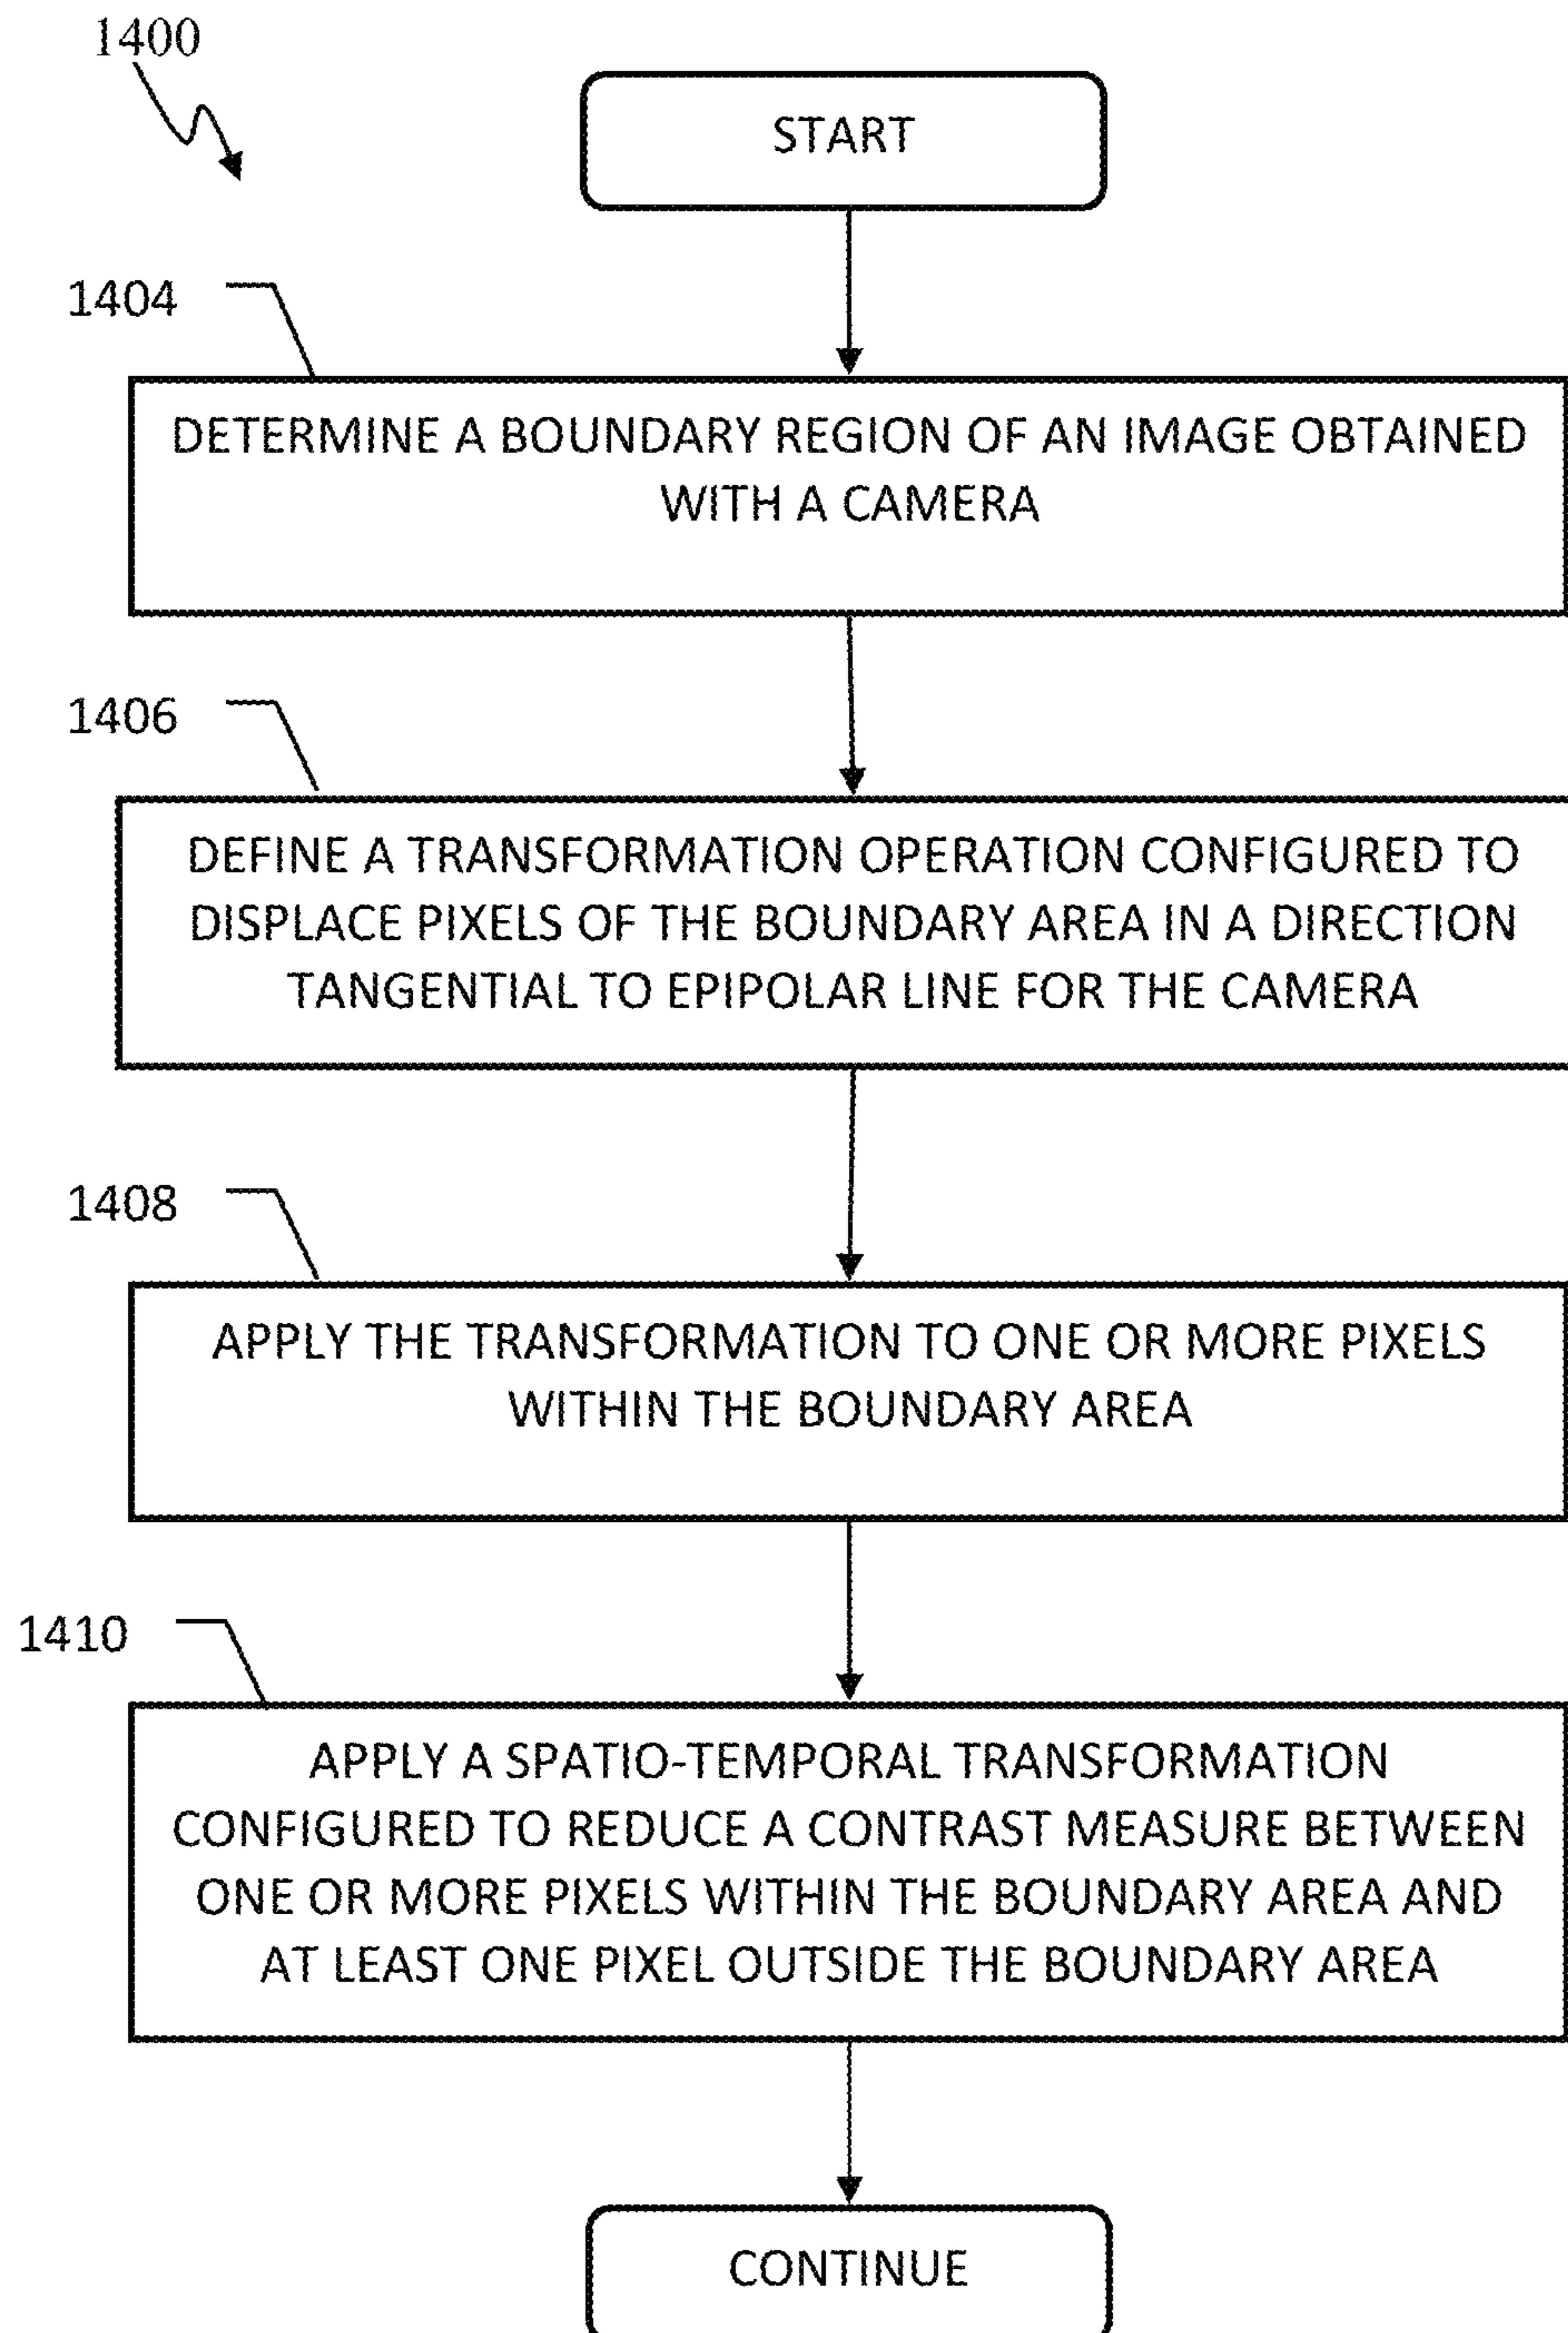 1400
START
1404
DETERMINE A BOUNDARY REGION OF AN IMAGE OBTAINED
WITH A CAMERA
1406
DEFINE A TRANSFORMATION OPERATION CONFIGURED TO
DISPLACE PIXELS OF THE BOUNDARY AREA IN A DIRECTION
TANGENTIAL TO EPIPOLAR LINE FOR THE CAMERA
1408
APPLY THE TRANSFORMATION TO ONE OR MORE PIXELS
WITHIN THE BOUNDARY AREA
1410
APPLY A SPATIO-TEMPORAL TRANSFORMATION
CONFIGURED TO REDUCE A CONTRAST MEASURE BETWEEN
ONE OR MORE PIXELS WITHIN THE BOUNDARY AREA AND
AT LEAST ONE PIXEL OUTSIDE THE BOUNDARY AREA
CONTINUE